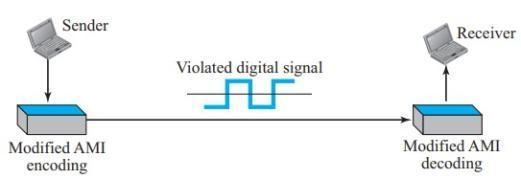 Sender
Receiver
Violated digital signal
Modified AMI
encoding
Modified AMI
decoding